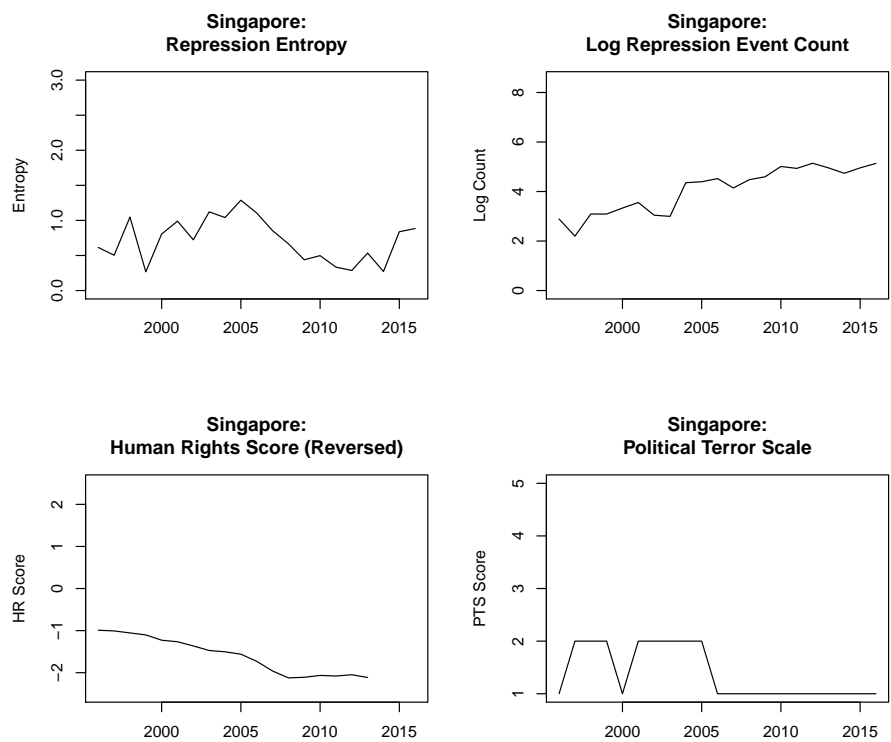 Singapore:
Repression Entropy
Entropy
3.0
2.0
1.0
0.0
2000 2005 2010 2015
Singapore:
Log Repression Event Count
Log Count
8
6
4
2
0
2000 2005 2010 2015
Singapore:
Human Rights Score (Reversed)
HR Score
2
1
0
−1
−2
2000 2005 2010 2015
Singapore:
Political Terror Scale
PTS Score
5
4
3
2
1
2000 2005 2010 2015